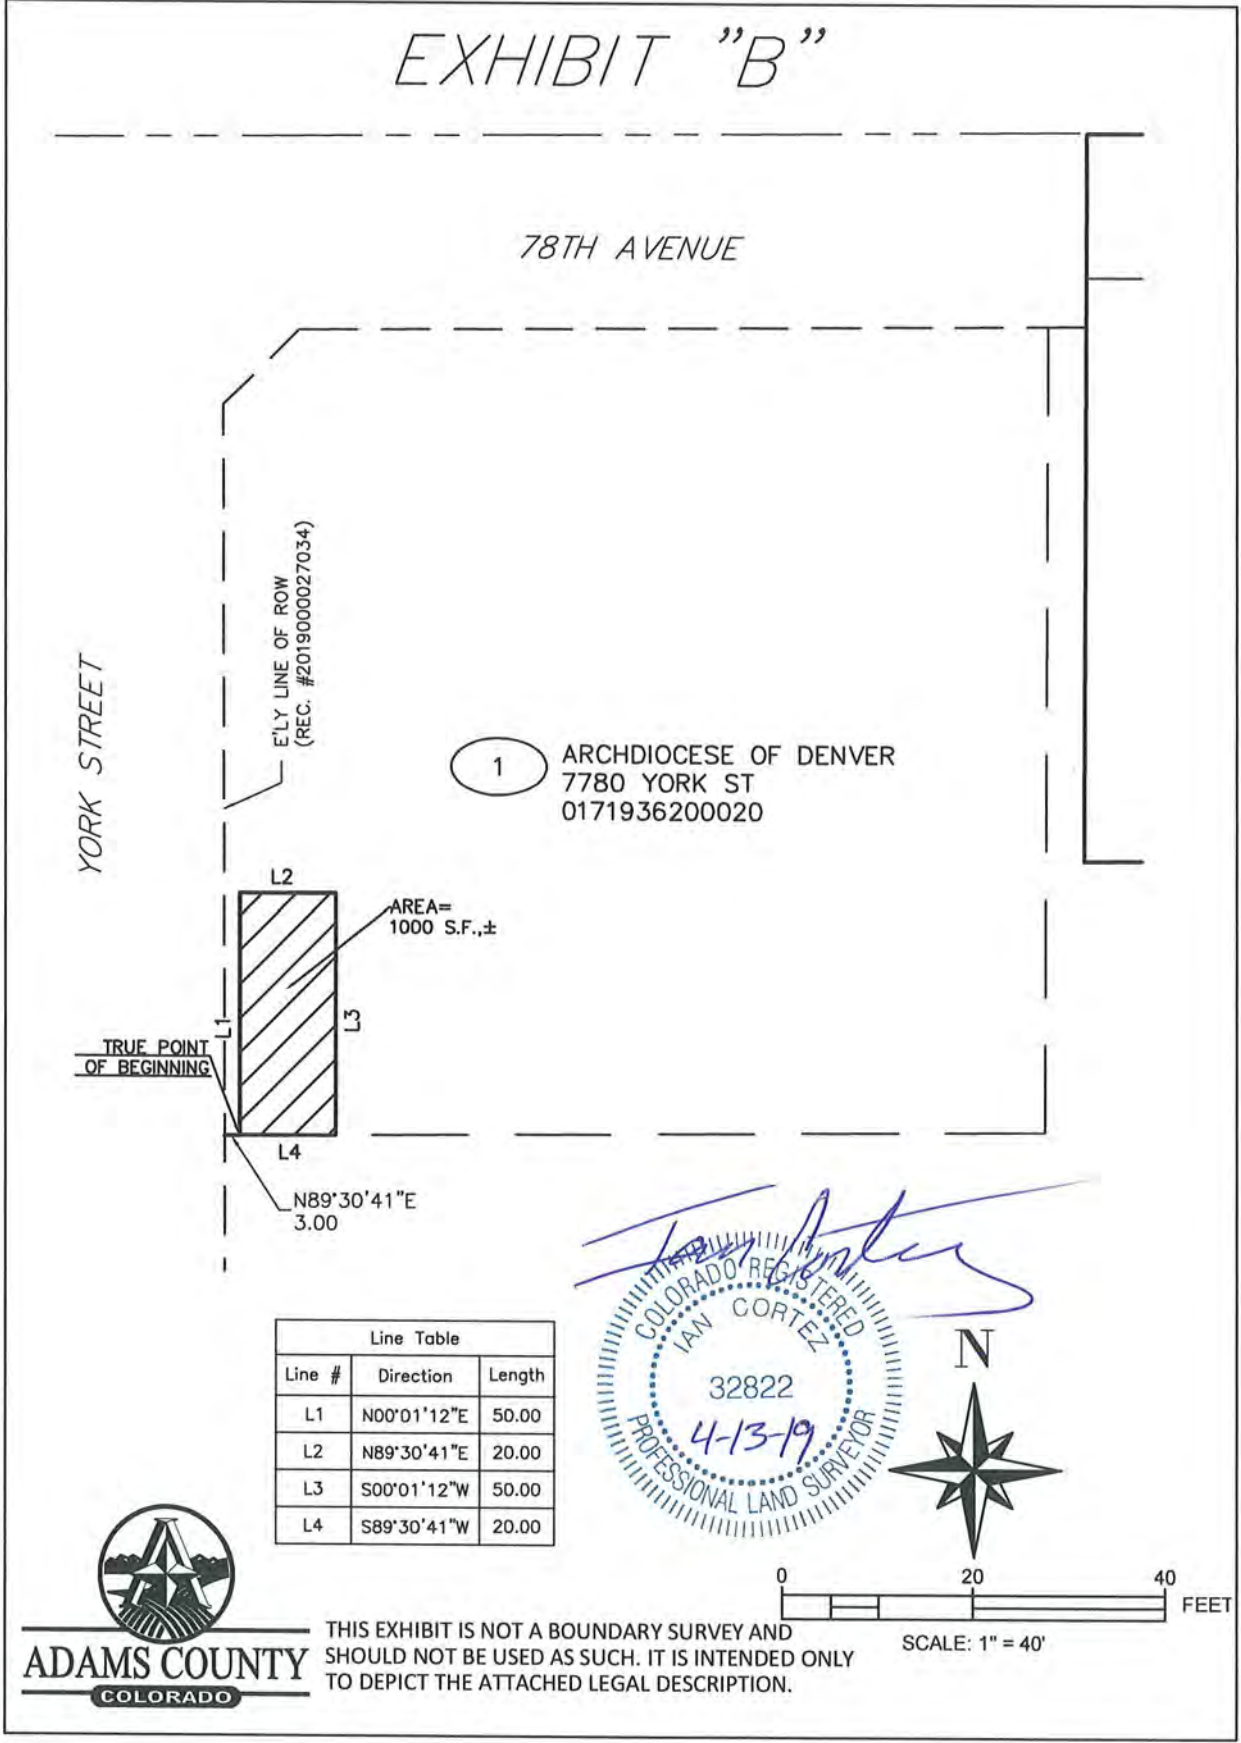 EXHIBIT "B"
78TH AVENUE
E'LY LINE OF ROW
(REC. #2019000027034)
YORK STREET
1
ARCHDIOCESE OF DENVER
7780 YORK ST
0171936200020
L2
AREA=
1000 S.F.,±
L1
L3
TRUE POINT
OF BEGINNING
L4
N89°30'41"E
3.00
Line Table
Line # Direction Length
L1 N00°01'12"E 50.00
L2 N89°30'41"E 20.00
L3 S00°01'12"W 50.00
L4 S89°30'41"W 20.00
Ian Cortez
COLORADO REGISTERED
IAN CORTEZ
32822
4-13-19
PROFESSIONAL LAND SURVEYOR
N
0 20 40
FEET
SCALE: 1" = 40'
A
ADAMS COUNTY
COLORADO
THIS EXHIBIT IS NOT A BOUNDARY SURVEY AND
SHOULD NOT BE USED AS SUCH. IT IS INTENDED ONLY
TO DEPICT THE ATTACHED LEGAL DESCRIPTION.